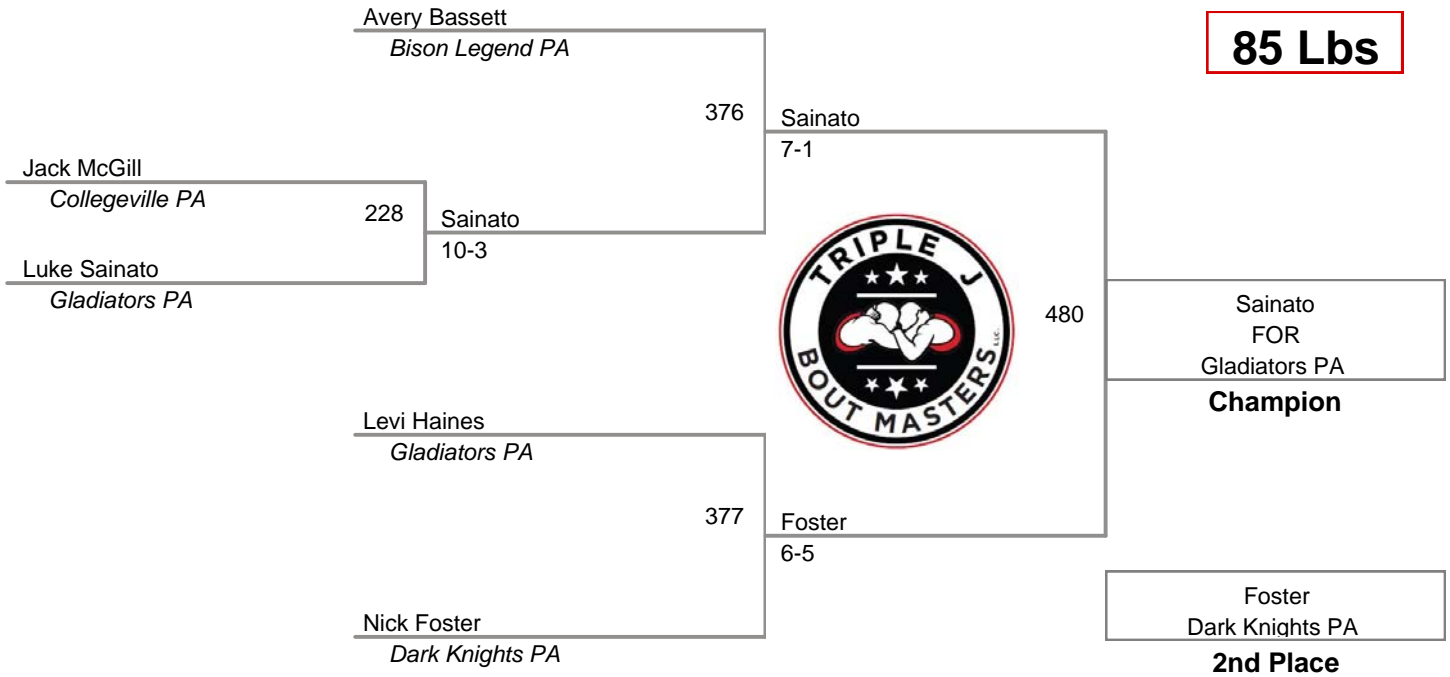 Avery Bassett
Bison Legend PA
85 Lbs
376
Sainato
7-1
Jack McGill
Collegeville PA
228
Sainato
10-3
Luke Sainato
Gladiators PA
TRIPLE J
BOUT MASTERS LLC.
480
Sainato
FOR
Gladiators PA
Champion
Levi Haines
Gladiators PA
377
Foster
6-5
Nick Foster
Dark Knights PA
Foster
Dark Knights PA
2nd Place